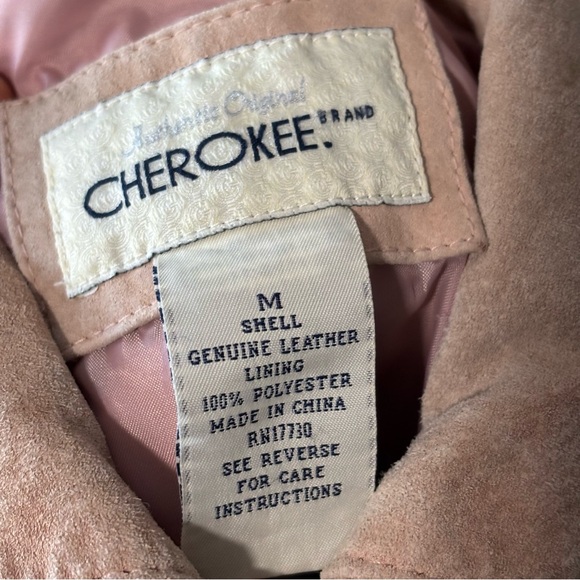 Authentic Original
CHEROKEE.
BRAND
M
SHELL
GENUINE LEATHER
LINING
100% POLYESTER
MADE IN CHINA
RN17730
SEE REVERSE
FOR CARE
INSTRUCTIONS